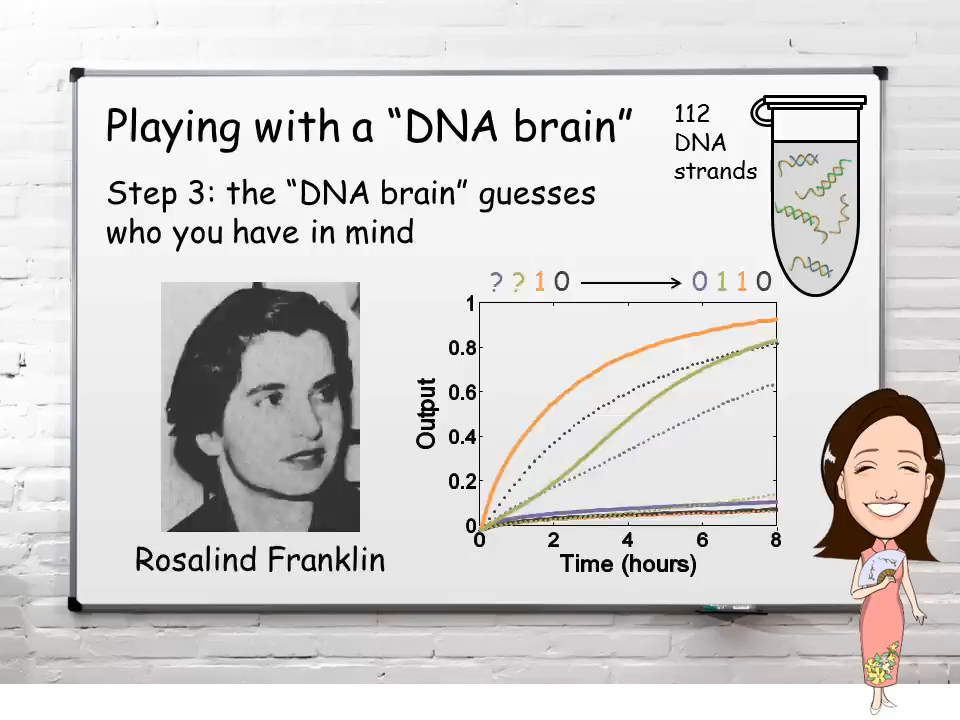 Playing with a “DNA brain”
112
DNA
strands
Step 3: the “DNA brain” guesses
who you have in mind
? ? 1 0 → 0 1 1 0
1
0.8
0.6
0.4
0.2
0
Output
0 2 4 6 8
Time (hours)
Rosalind Franklin